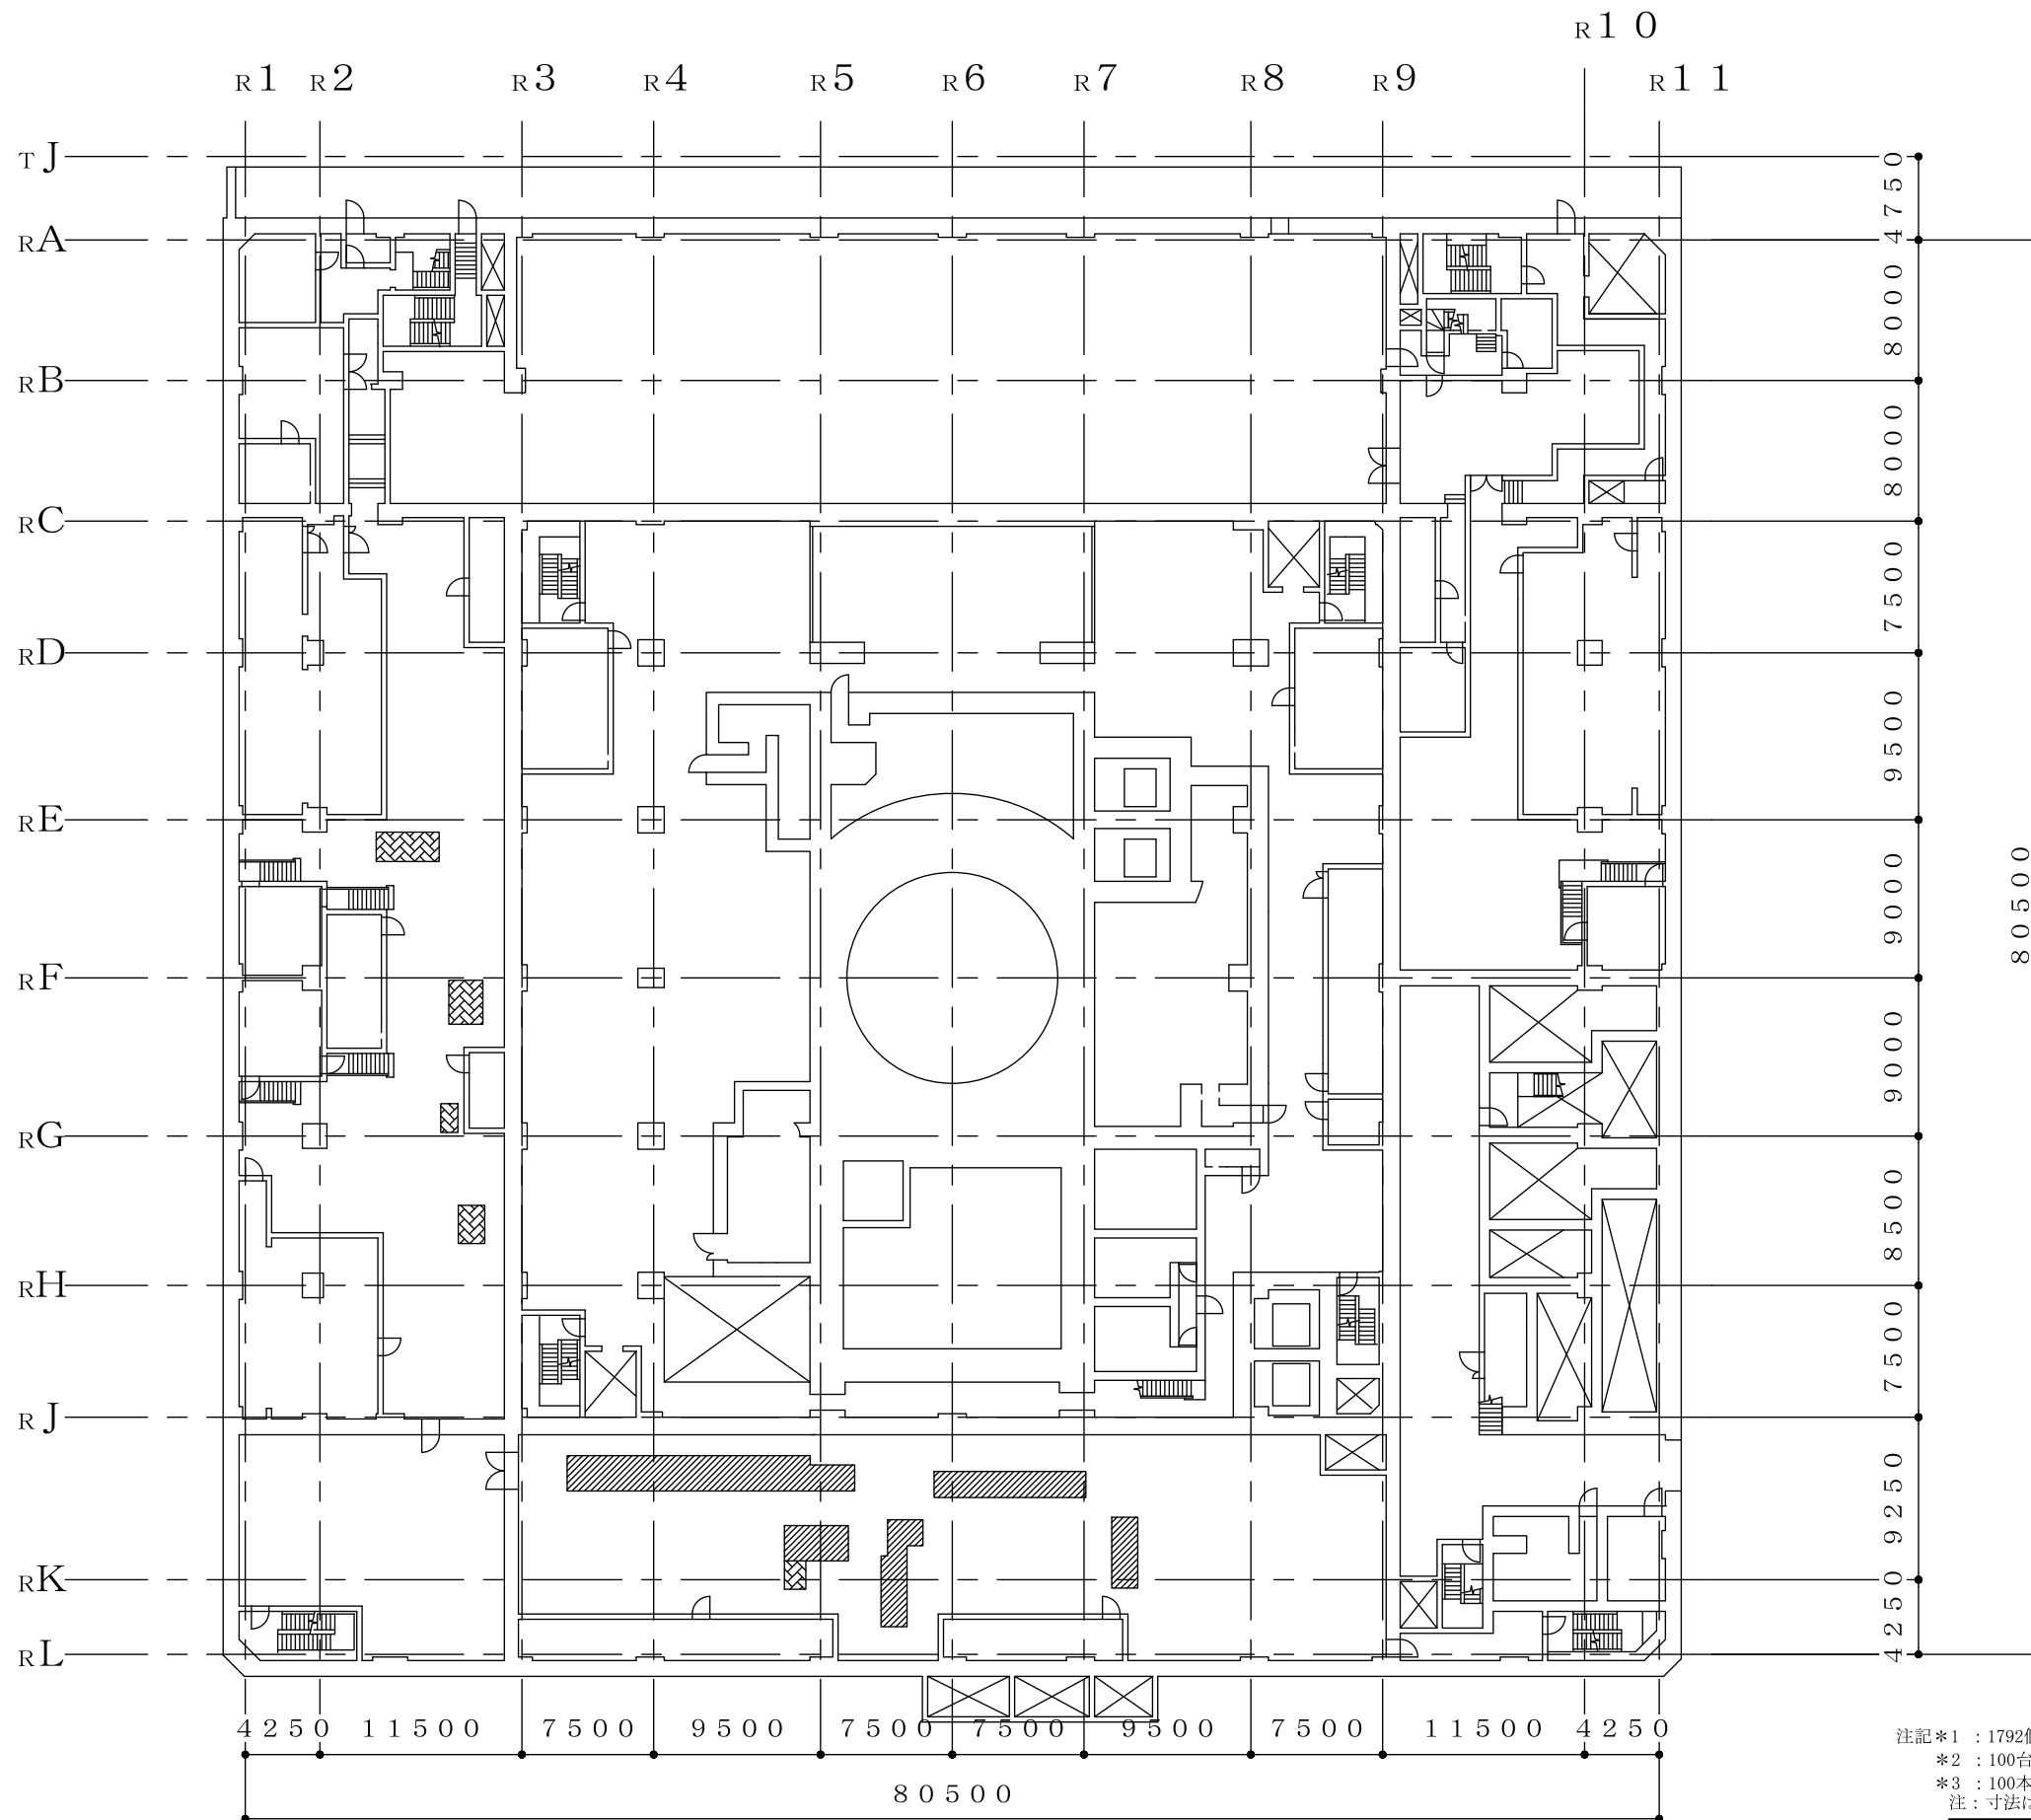 R10
R1 R2 R3 R4 R5 R6 R7 R8 R9 R11
TJ
RA
RB
RC
RD
RE
RF
RG
RH
RJ
RK
RL
4750
8000
8000
7500
9500
9000
9000
8500
7500
9250
4250
80500
4250 11500 7500 9500 7500 7500 9500 7500 11500 4250
80500
注記＊1 ：1792
＊2 ：100台
＊3 ：100本
注：寸法